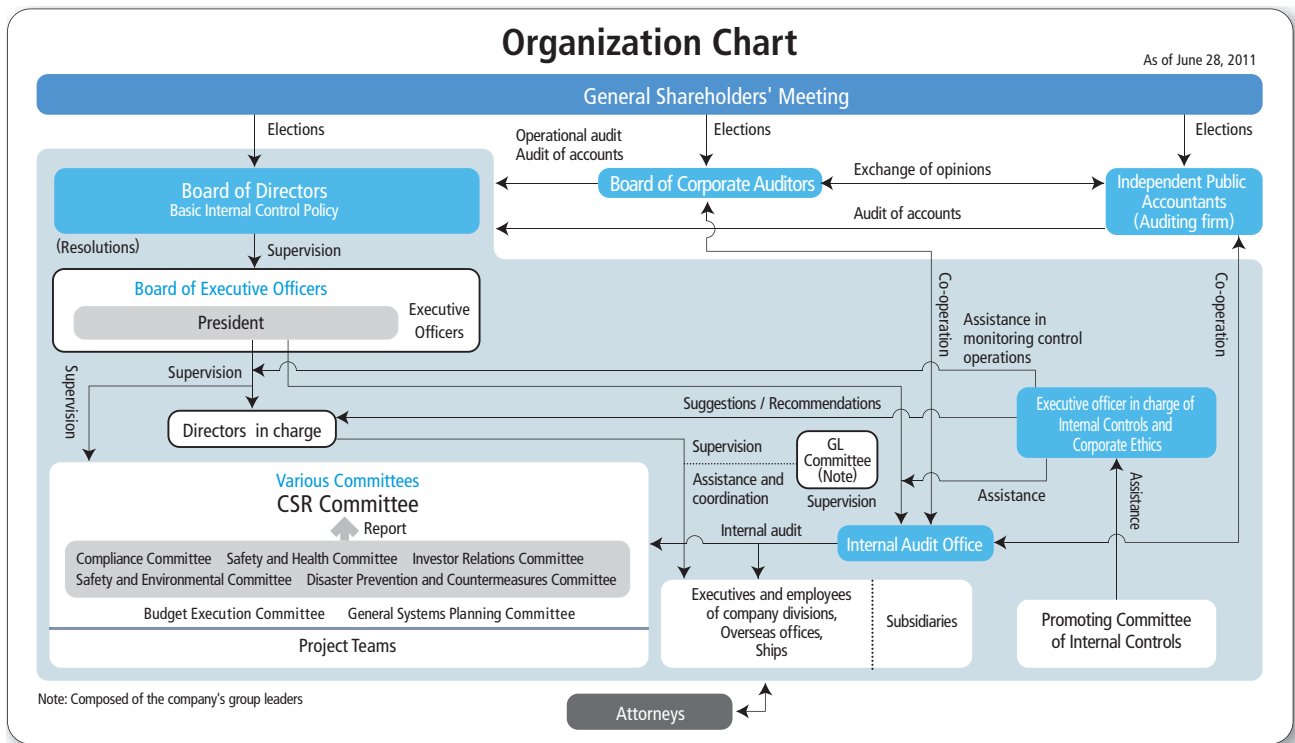 Organization Chart
As of June 28, 2011
General Shareholders' Meeting
Elections
Operational audit
Audit of accounts
Elections
Elections
Board of Directors
Basic Internal Control Policy
Board of Corporate Auditors
Exchange of opinions
Independent Public
Accountants
(Auditing firm)
Audit of accounts
(Resolutions)
Supervision
Board of Executive Officers
President
Executive
Officers
Co-operation
Co-operation
Assistance in
monitoring control
operations
Supervision
Supervision
Directors in charge
Suggestions / Recommendations
Executive officer in charge of
Internal Controls and
Corporate Ethics
Supervision
GL
Committee
(Note)
Assistance and
coordination
Supervision
Assistance
Assistance
Various Committees
CSR Committee
Report
Internal audit
Internal Audit Office
Compliance Committee Safety and Health Committee Investor Relations Committee
Safety and Environmental Committee Disaster Prevention and Countermeasures Committee
Budget Execution Committee General Systems Planning Committee
Project Teams
Executives and employees
of company divisions,
Overseas offices,
Ships
Subsidiaries
Promoting Committee
of Internal Controls
Note: Composed of the company's group leaders
Attorneys